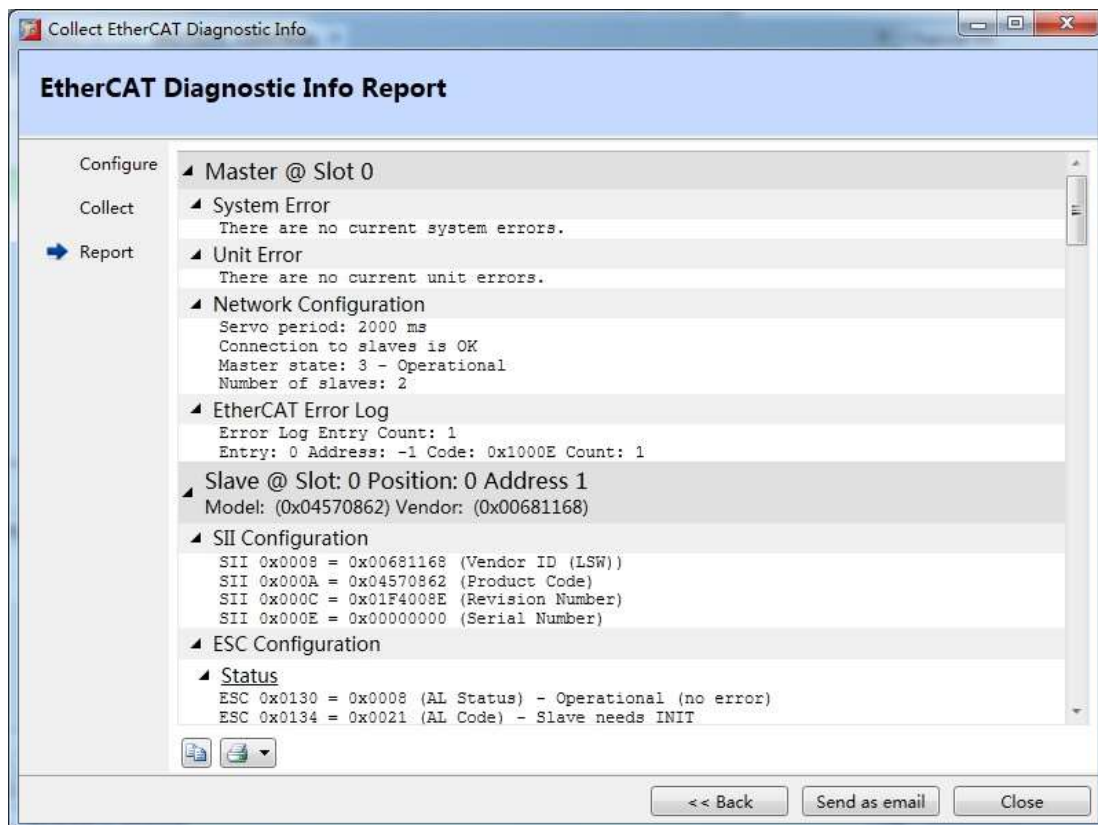 Collect EtherCAT Diagnostic Info
EtherCAT Diagnostic Info Report
Configure
Collect
Report
Master @ Slot 0
System Error
There are no current system errors.
Unit Error
There are no current unit errors.
Network Configuration
Servo period: 2000 ms
Connection to slaves is OK
Master state: 3 - Operational
Number of slaves: 2
EtherCAT Error Log
Error Log Entry Count: 1
Entry: 0 Address: -1 Code: 0x1000E Count: 1
Slave @ Slot: 0 Position: 0 Address 1
Model: (0x04570862) Vendor: (0x00681168)
SII Configuration
SII 0x0008 = 0x00681168 (Vendor ID (LSW))
SII 0x000A = 0x04570862 (Product Code)
SII 0x000C = 0x01F4008E (Revision Number)
SII 0x000E = 0x00000000 (Serial Number)
ESC Configuration
Status
ESC 0x0130 = 0x0008 (AL Status) - Operational (no error)
ESC 0x0134 = 0x0021 (AL Code) - Slave needs INIT
<< Back
Send as email
Close